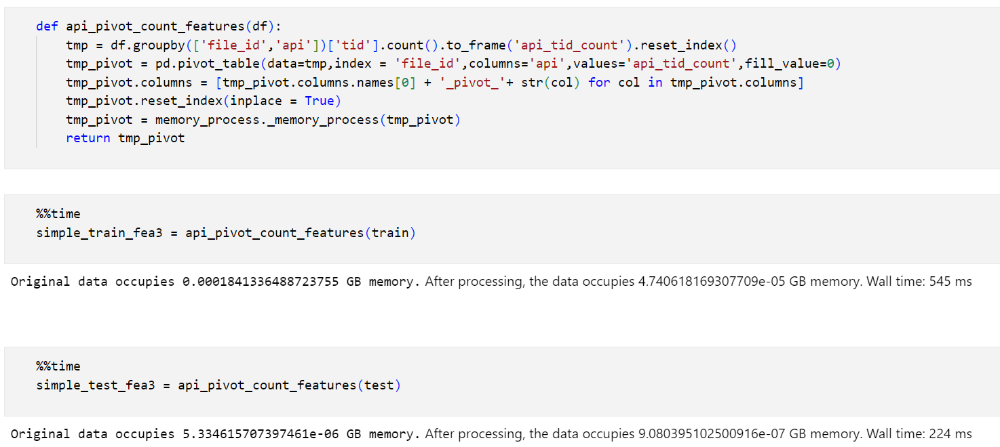 def api_pivot_count_features(df):
    tmp = df.groupby(['file_id','api'])['tid'].count().to_frame('api_tid_count').reset_index()
    tmp_pivot = pd.pivot_table(data=tmp,index = 'file_id',columns='api',values='api_tid_count',fill_value=0)
    tmp_pivot.columns = [tmp_pivot.columns.names[0] + '_pivot_'+ str(col) for col in tmp_pivot.columns]
    tmp_pivot.reset_index(inplace = True)
    tmp_pivot = memory_process._memory_process(tmp_pivot)
    return tmp_pivot
%%time
simple_train_fea3 = api_pivot_count_features(train)
Original data occupies 0.0001841336488723755 GB memory. After processing, the data occupies 4.740618169307709e-05 GB memory. Wall time: 545 ms
%%time
simple_test_fea3 = api_pivot_count_features(test)
Original data occupies 5.334615707397461e-06 GB memory. After processing, the data occupies 9.080395102500916e-07 GB memory. Wall time: 224 ms